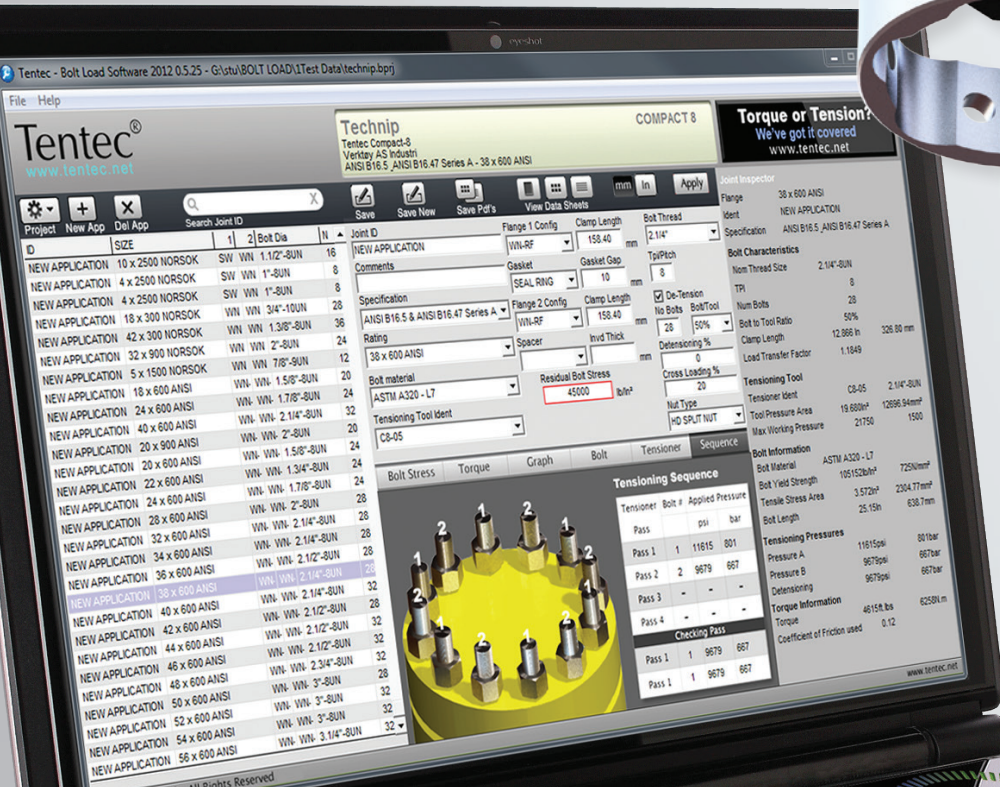 eyeshot
Tentec - Bolt Load Software 2012 0.5.25 - G:\stu\BOLT LOAD\1Test Data\technip.bprj
File Help
Tentec®
www.tentec.net
Technip
COMPACT 8
Tentec Compact-8
Verktøy AS Industri
ANSI B16.5 _ANSI B16.47 Series A - 38 x 600 ANSI
Torque or Tension?
We've got it covered
www.tentec.net
Project
New App
Del App
X
Search Joint ID
Save
Save New
Save Pdf's
View Data Sheets
mm
In
Apply
ID SIZE 1 2 Bolt Dia N
NEW APPLICATION 10 x 2500 NORSOK SW WN 1.1/2"-8UN 16
NEW APPLICATION 4 x 2500 NORSOK SW WN 1"-8UN 8
NEW APPLICATION 4 x 2500 NORSOK SW WN 1"-8UN 8
NEW APPLICATION 18 x 300 NORSOK WN WN 3/4"-10UN 28
NEW APPLICATION 42 x 300 NORSOK WN WN 1.3/8"-8UN 36
NEW APPLICATION 32 x 900 NORSOK WN WN 2"-8UN 24
NEW APPLICATION 5 x 1500 NORSOK WN WN 7/8"-9UN 12
NEW APPLICATION 18 x 600 ANSI WN- WN- 1.5/8"-8UN 20
NEW APPLICATION 24 x 600 ANSI WN- WN- 1.7/8"-8UN 24
NEW APPLICATION 40 x 600 ANSI WN- WN- 2.1/4"-8UN 32
NEW APPLICATION 20 x 900 ANSI WN- WN- 2"-8UN 20
NEW APPLICATION 20 x 600 ANSI WN- WN- 1.5/8"-8UN 24
NEW APPLICATION 22 x 600 ANSI WN- WN- 1.3/4"-8UN 24
NEW APPLICATION 24 x 600 ANSI WN- WN- 1.7/8"-8UN 24
NEW APPLICATION 28 x 600 ANSI WN- WN- 2"-8UN 28
NEW APPLICATION 32 x 600 ANSI WN- WN- 2.1/4"-8UN 28
NEW APPLICATION 34 x 600 ANSI WN- WN- 2.1/4"-8UN 28
NEW APPLICATION 36 x 600 ANSI WN- WN- 2.1/2"-8UN 28
NEW APPLICATION 38 x 600 ANSI WN- WN- 2.1/4"-8UN 28
NEW APPLICATION 40 x 600 ANSI WN- WN- 2.1/4"-8UN 32
NEW APPLICATION 42 x 600 ANSI WN- WN- 2.1/2"-8UN 28
NEW APPLICATION 44 x 600 ANSI WN- WN- 2.1/2"-8UN 32
NEW APPLICATION 46 x 600 ANSI WN- WN- 2.1/2"-8UN 32
NEW APPLICATION 48 x 600 ANSI WN- WN- 2.3/4"-8UN 32
NEW APPLICATION 50 x 600 ANSI WN- WN- 3"-8UN 28
NEW APPLICATION 52 x 600 ANSI WN- WN- 3"-8UN 32
NEW APPLICATION 54 x 600 ANSI WN- WN- 3"-8UN 32
NEW APPLICATION 56 x 600 ANSI WN- WN- 3.1/4"-8UN 32
All Rights Reserved
Joint ID
NEW APPLICATION
Comments
Specification
ANSI B16.5 & ANSI B16.47 Series A
Rating
38 x 600 ANSI
Bolt material
ASTM A320 - L7
Tensioning Tool Ident
C8-05
Flange 1 Config
WN-RF
Clamp Length
158.40 mm
Gasket
SEAL RING
Gasket Gap
10 mm
Flange 2 Config
WN-RF
Clamp Length
158.40 mm
Spacer
Invd Thick
mm
Residual Bolt Stress
45000 lb/in²
Bolt Thread
2.1/4"
Tpi/Pitch
8
De-Tension
No Bolts Bolt/Tool
28 50%
Detensioning %
0
Cross Loading %
20
Nut Type
HD SPLIT NUT
Bolt Stress
Torque
Graph
Bolt
Tensioner
Sequence
1 2 1 2 1 2 1 2 1 2 1 2
Tensioning Sequence
Tensioner Bolt # Applied Pressure
Pass psi bar
Pass 1 1 11615 801
Pass 2 2 9679 667
Pass 3 - - -
Pass 4 - - -
Checking Pass
Pass 1 1 9679 667
Pass 1 1 9679 667
Joint Inspector
Flange 38 x 600 ANSI
Ident NEW APPLICATION
Specification ANSI B16.5 _ANSI B16.47 Series A
Bolt Characteristics
Nom Thread Size 2.1/4"-8UN
TPI 8
Num Bolts 28
Bolt to Tool Ratio 50%
Clamp Length 12.866 in 326.80 mm
Load Transfer Factor 1.1849
Tensioning Tool
Tensioner Ident C8-05 2.1/4"-8UN
Tool Pressure Area 19.680in² 12696.94mm²
Max Working Pressure 21750 1500
Bolt Information
Bolt Material ASTM A320 - L7
Bolt Yield Strength 105152lb/in² 725N/mm²
Tensile Stress Area 3.572in² 2304.77mm²
Bolt Length 25.15in 638.7mm
Tensioning Pressures
Pressure A 11615psi 801bar
Pressure B 9679psi 667bar
Detensioning 9679psi 667bar
Torque Information
Torque 4615ft.lbs 6258N.m
Coefficient of Friction used 0.12
www.tentec.net